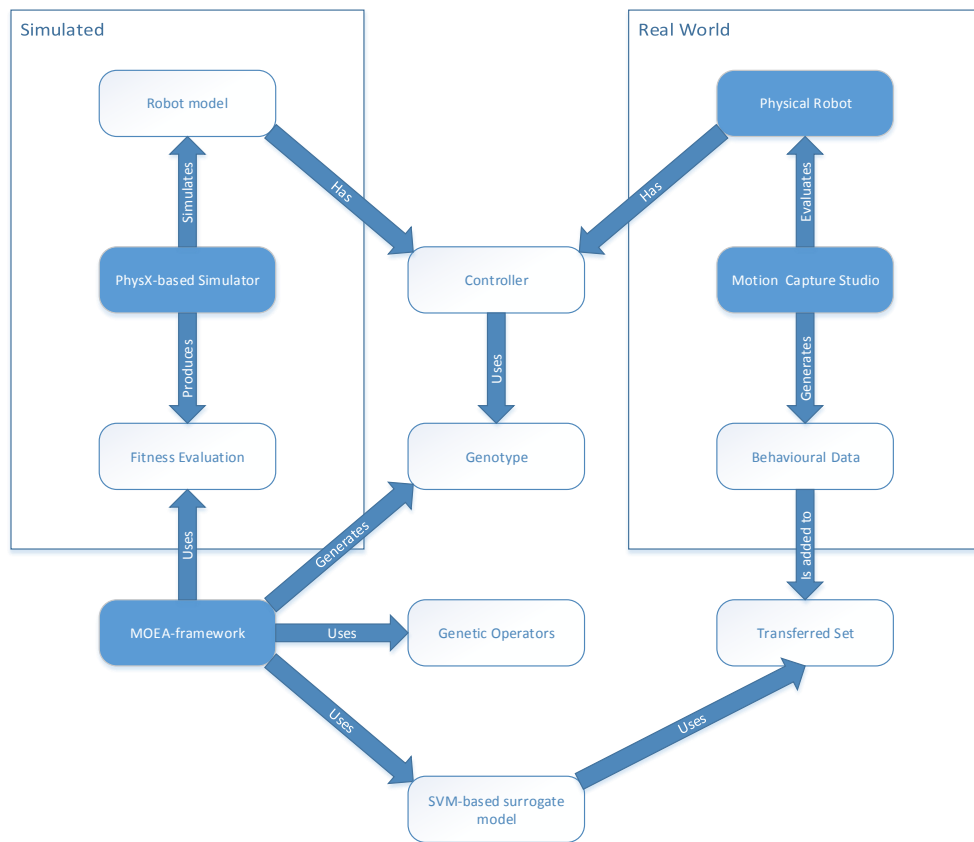 Simulated
Real World
Robot model
Physical Robot
Has
Has
Simulates
Evaluates
PhysX-based Simulator
Controller
Motion  Capture Studio
Produces
Uses
Generates
Fitness Evaluation
Genotype
Behavioural Data
Uses
Generates
Is added to
MOEA-framework
Uses
Genetic Operators
Transferred Set
Uses
Uses
SVM-based surrogate
model